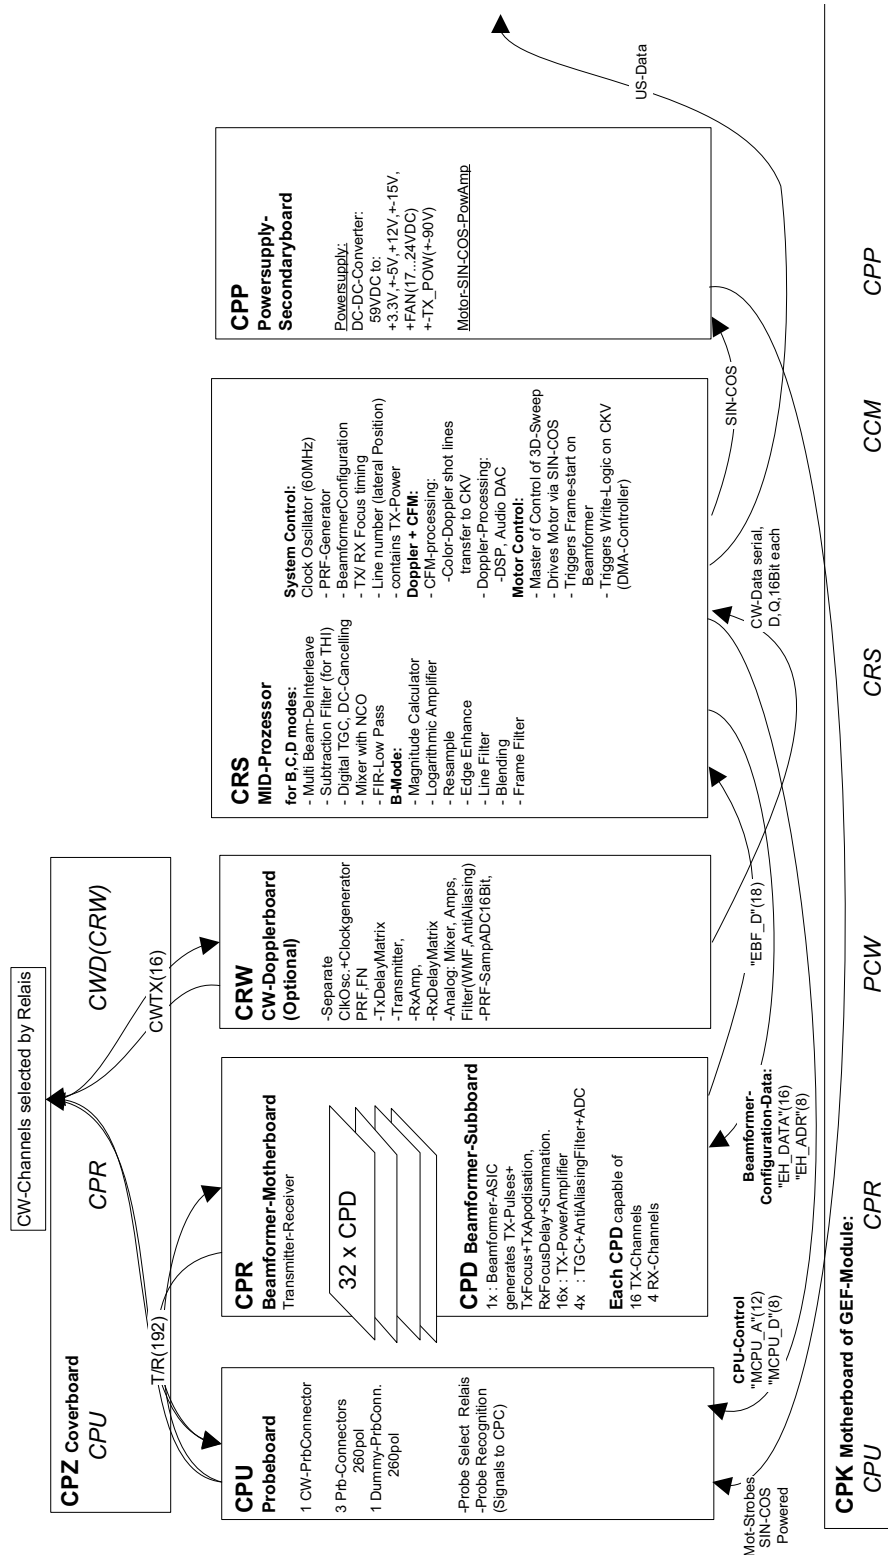 CW-Channels selected by Relais
CPZ Coverboard
CPU
CPR
CWD(CRW)
T/R(192)
CWTX(16)
CPU
Probeboard
1 CW-PrbConnector
3 Prb-Connectors
260pol
1 Dummy-PrbConn.
260pol
-Probe Select Relais
-Probe Recognition
(Signals to CPC)
CPR
Beamformer-Motherboard
Transmitter-Receiver
32 x CPD
CPD Beamformer-Subboard
1x : Beamformer-ASIC
generates TX-Pulses+
TxFocus+TxApodisation,
RxFocusDelay+Summation.
16x : TX-PowerAmplifier
4x : TGC+AntiAliasingFilter+ADC
Each CPD capable of
16 TX-Channels
4 RX-Channels
CRW
CW-Dopplerboard
(Optional)
-Separate
ClkOsc.+Clockgenerator
PRF,FN
-TxDelayMatrix
-Transmitter,
-RxAmp,
-RxDelayMatrix
-Analog: Mixer, Amps,
Filter(WMF,AntiAliasing)
-PRF-SampADC16Bit,
CRS
MID-Prozessor
for B,C,D modes:
- Multi Beam-DeInterleave
- Subtraction Filter (for THI)
- Digital TGC, DC-Cancelling
- Mixer with NCO
- FIR-Low Pass
B-Mode:
- Magnitude Calculator
- Logarithmic Amplifier
- Resample
- Edge Enhance
- Line Filter
- Blending
- Frame Filter
System Control:
Clock Oscillator (60MHz)
- PRF-Generator
- BeamformerConfiguration
- TX/ RX Focus timing
- Line number (lateral Position)
- contains TX-Power
Doppler + CFM:
- CFM-processing:
-Color-Doppler shot lines
transfer to CKV
- Doppler-Processing:
-DSP, Audio DAC
Motor Control:
- Master of Control of 3D-Sweep
- Drives Motor via SIN-COS
- Triggers Frame-start on
Beamformer
- Triggers Write-Logic on CKV
(DMA-Controller)
CPP
Powersupply-
Secondaryboard
Powersupply:
DC-DC-Converter:
59VDC to:
+3.3V,+-5V,+12V,+-15V,
+FAN(17...24VDC)
+-TX_POW(+-90V)
Motor-SIN-COS-PowAmp
Mot-Strobes
SIN-COS
Powered
CPU-Control
"MCPU_A"(12)
"MCPU_D"(8)
Beamformer-
Configuration-Data:
"EH_DATA"(16)
"EH_ADR"(8)
"EBF_D"(18)
CW-Data serial,
D,Q,16Bit each
SIN-COS
US-Data
CPK Motherboard of GEF-Module:
CPU
CPR
PCW
CRS
CCM
CPP